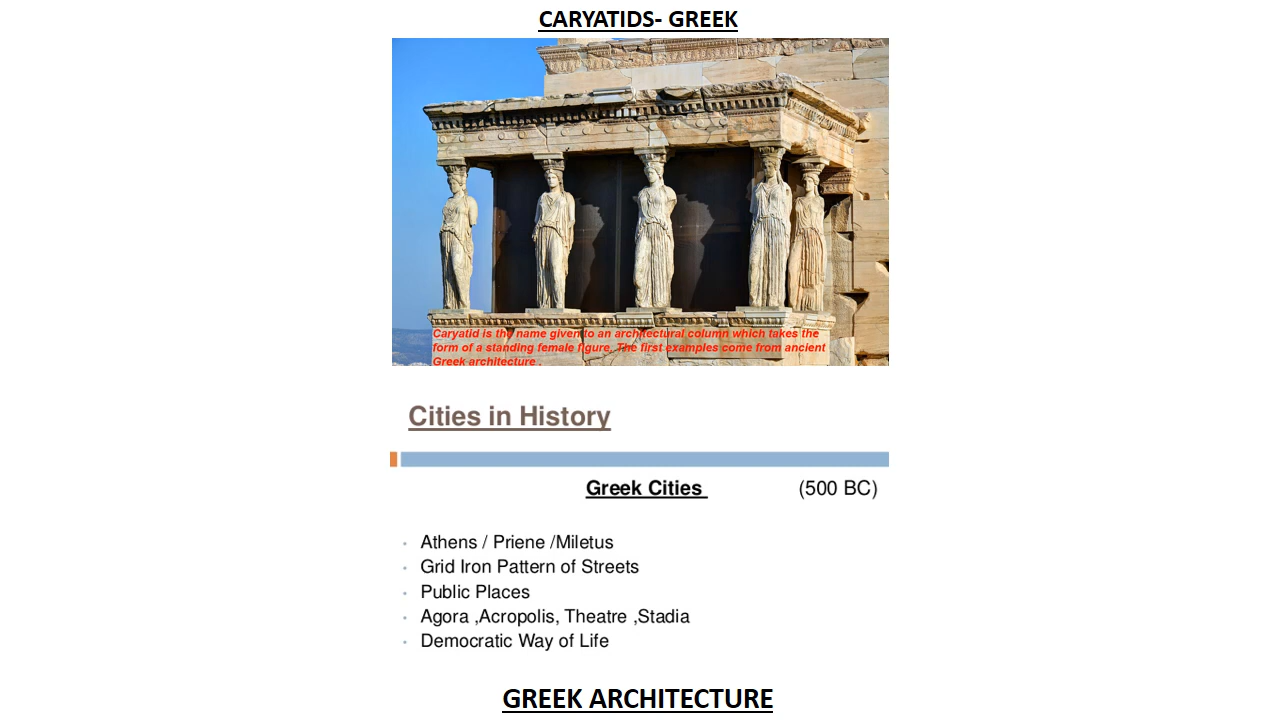 CARYATIDS- GREEK
Caryatid is the name given to an architectural column which takes the
form of a standing female figure. The first examples come from ancient
Greek architecture .
Cities in History
Greek Cities (500 BC)
• Athens / Priene /Miletus
• Grid Iron Pattern of Streets
• Public Places
• Agora ,Acropolis, Theatre ,Stadia
• Democratic Way of Life
GREEK ARCHITECTURE